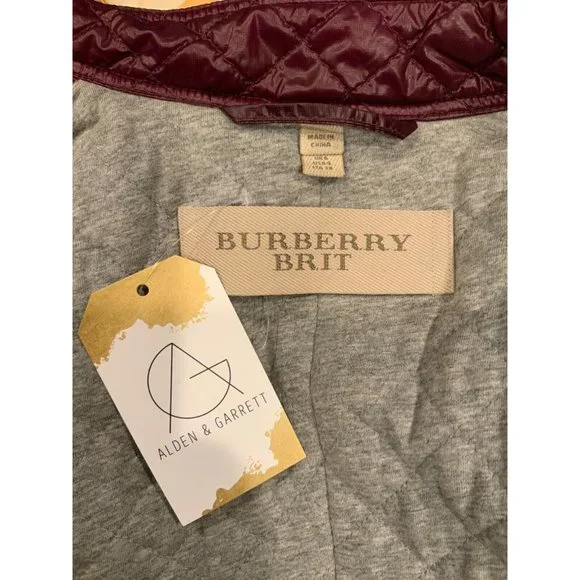 MADE IN
CHINA
BURBERRY
BRIT
ALDEN & GARRETT